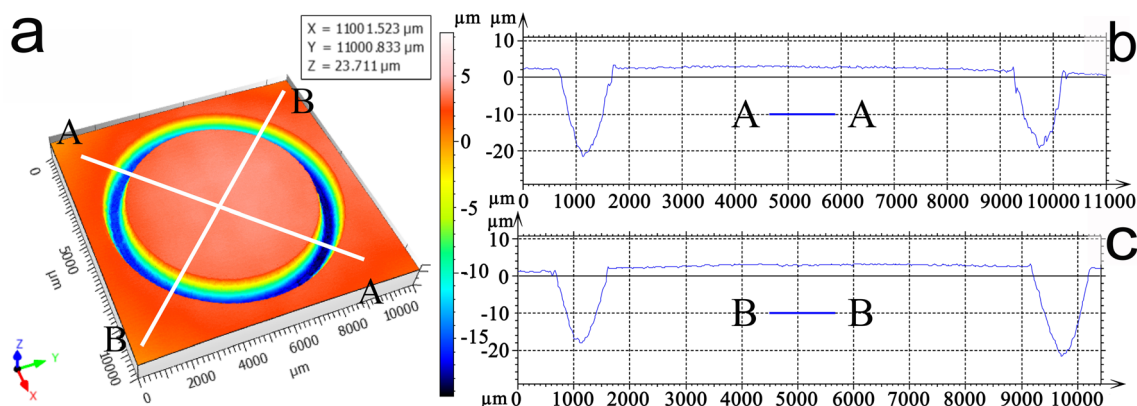 a
X = 11001.523 µm
Y = 11000.833 µm
Z = 23.711 µm
A
B
A
B
0
5000
10000
µm
0
2000
4000
6000
8000
10000
µm
Z
Y
X
µm
5
0
-5
-10
-15
-20
µm
b
10
0
-10
-20
A A
0 1000 2000 3000 4000 5000 6000 7000 8000 9000 10000 11000
µm
c
10
0
-10
-20
B B
µm 0 1000 2000 3000 4000 5000 6000 7000 8000 9000 10000